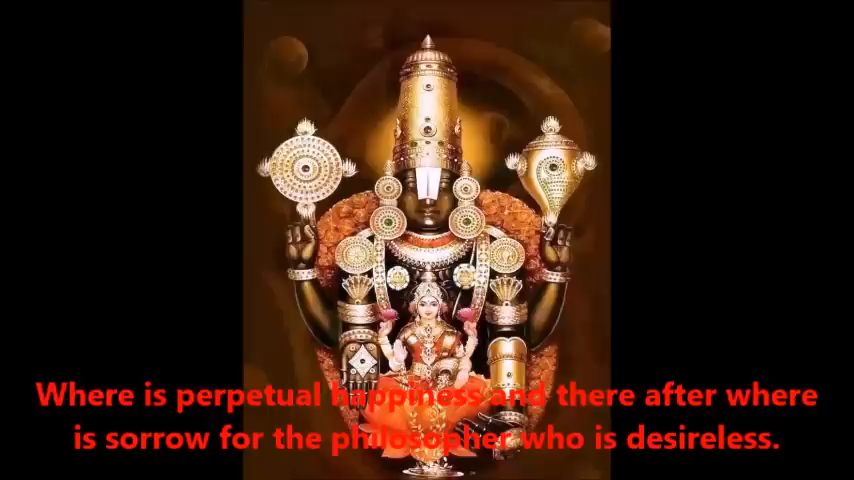 Where is perpetual happiness and there after where
is sorrow for the philosopher who is desireless.